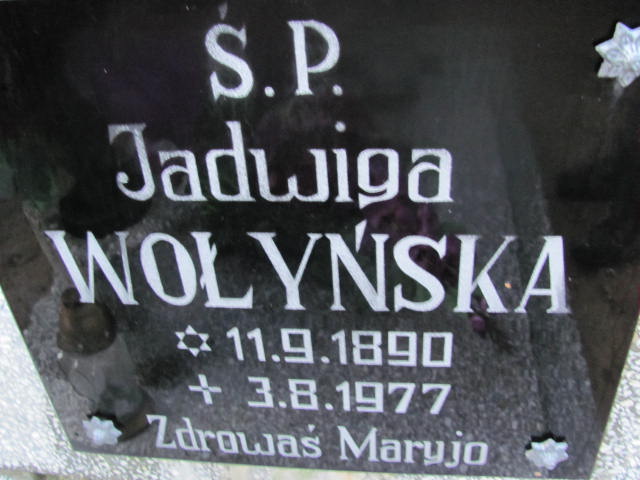 Ś.P.
Jadwiga
WOŁYŃSKA
✡ 11.9.1890
+ 3.8.1977
Zdrowaś Maryjo